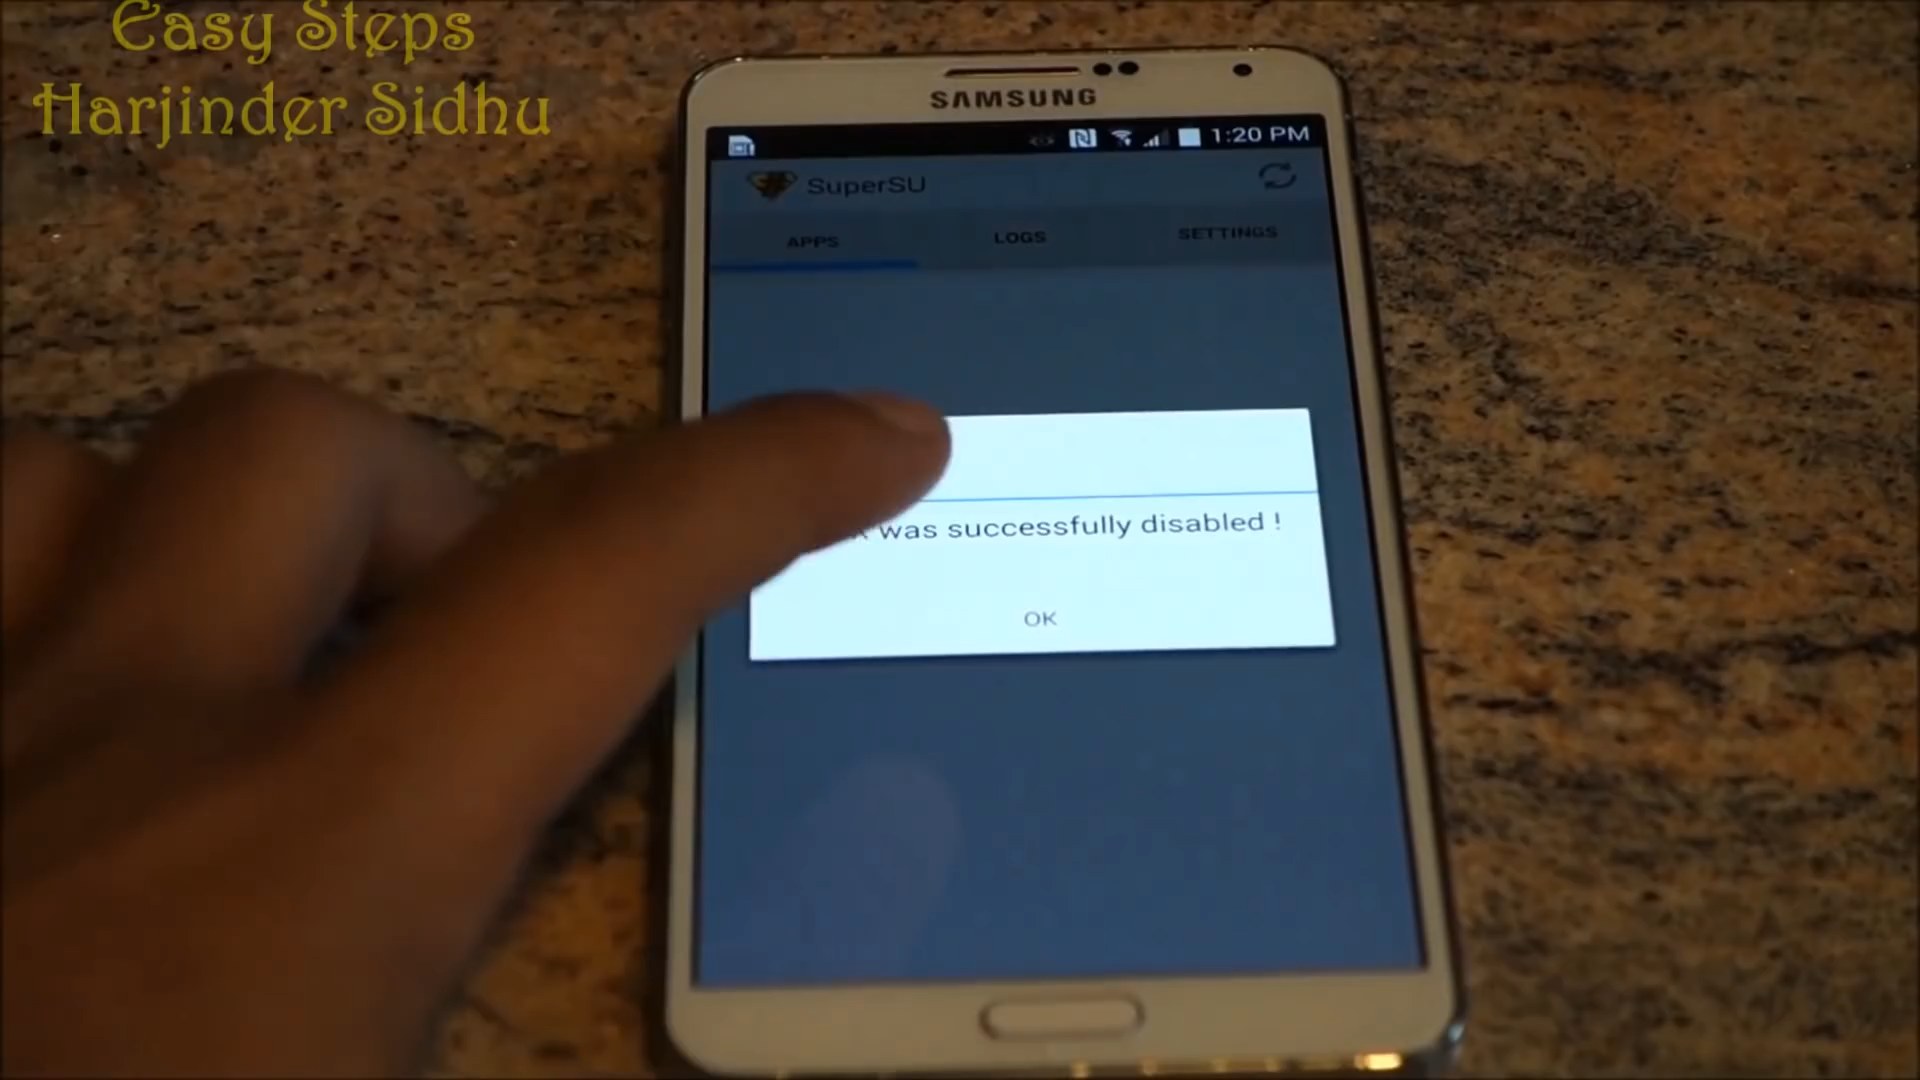 Easy Steps
Harjinder Sidhu
SAMSUNG
1:20 PM
SuperSU
APPS
LOGS
SETTINGS
was successfully disabled !
OK